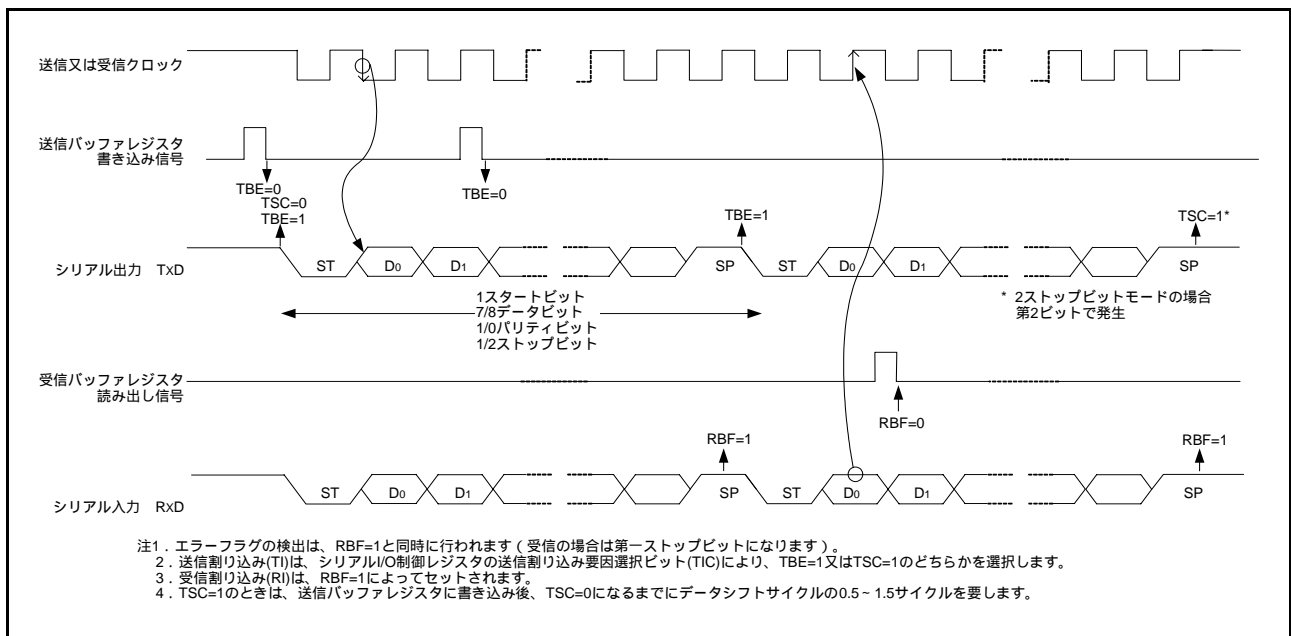 送信又は受信クロック
送信バッファレジスタ
書き込み信号
TBE=0
TSC=0
TBE=1
TBE=0
TBE=1
TSC=1*
シリアル出力 TxD
ST
D0
D1
SP
ST
D0
D1
SP
1スタートビット
7/8データビット
1/0パリティビット
1/2ストップビット
* 2ストップビットモードの場合
第2ビットで発生
受信バッファレジスタ
読み出し信号
RBF=0
RBF=1
RBF=1
シリアル入力 RxD
ST
D0
D1
SP
ST
D0
D1
SP
注1．エラーフラグの検出は、RBF=1と同時に行われます（受信の場合は第一ストップビットになります）。
2．送信割り込み(TI)は、シリアルI/O制御レジスタの送信割り込み要因選択ビット(TIC)により、TBE=1又はTSC=1のどちらかを選択します。
3．受信割り込み(RI)は、RBF=1によってセットされます。
4．TSC=1のときは、送信バッファレジスタに書き込み後、TSC=0になるまでにデータシフトサイクルの0.5～1.5サイクルを要します。